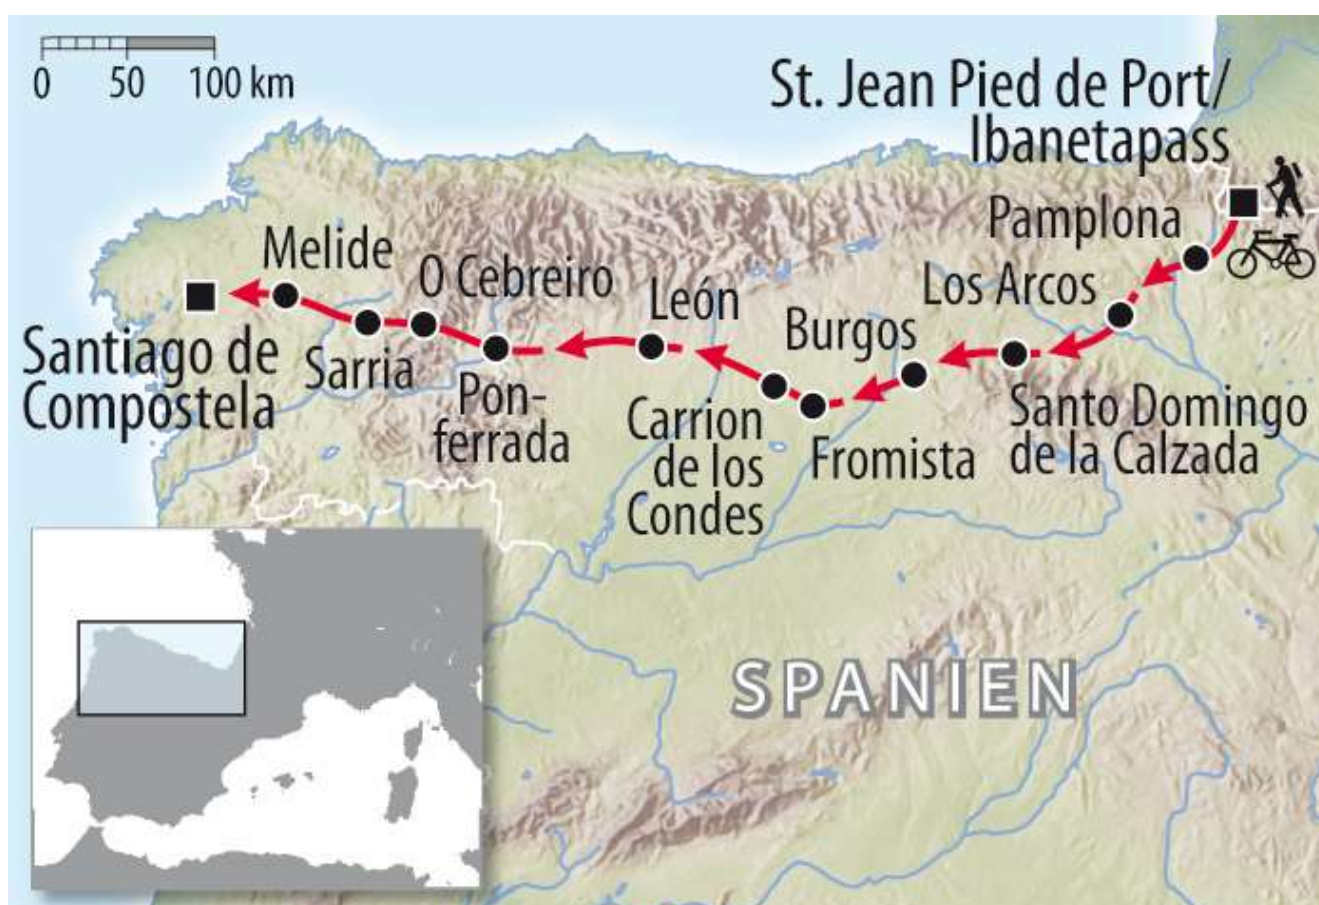 0 50 100 km
St. Jean Pied de Port/
Ibanetapass
Pamplona
Los Arcos
Santo Domingo
de la Calzada
Burgos
Fromista
Carrion
de los
Condes
León
Pon-
ferrada
O Cebreiro
Sarria
Melide
Santiago de
Compostela
SPANIEN